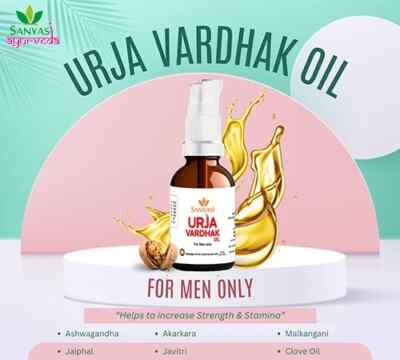 SANYASI
ayurveda
URJA VARDHAK OIL
SANYASI
URJA
VARDHAK
OIL
For Men Only
FOR MEN ONLY
"Helps to increase Strength & Stamina"
• Ashwagandha • Akarkara • Malkangani
• Jaiphal • Javitri • Clove Oil